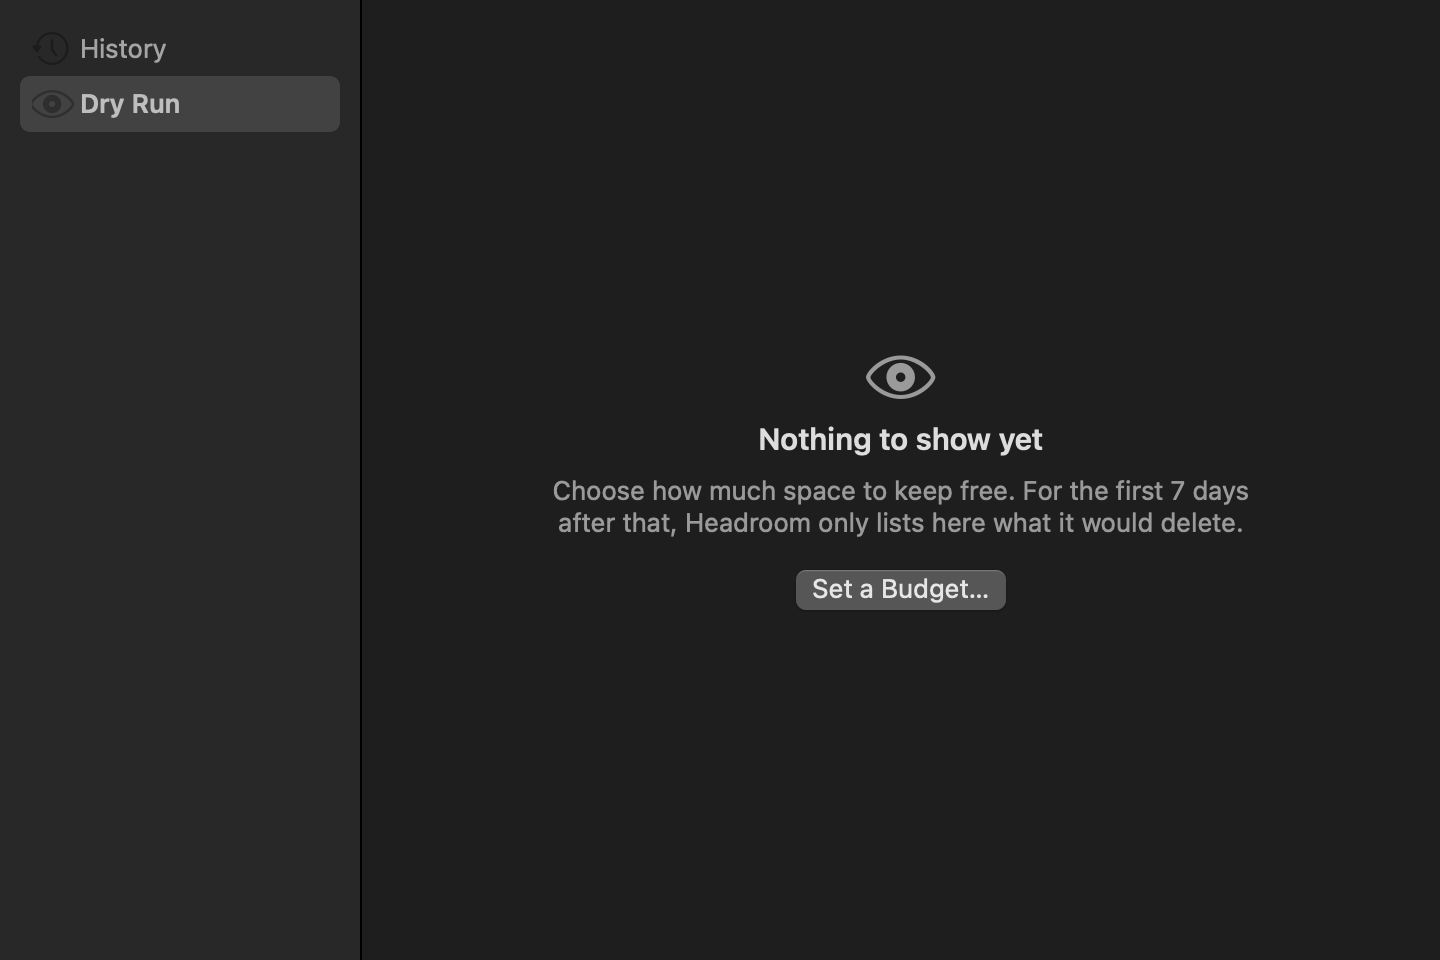 History
Dry Run
Nothing to show yet
Choose how much space to keep free. For the first 7 days
after that, Headroom only lists here what it would delete.
Set a Budget...